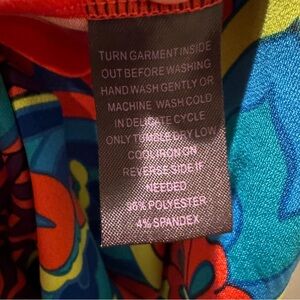 TURN GARMENT INSIDE
OUT BEFORE WASHING
HAND WASH GENTLY OR
MACHINE WASH COLD
IN DELICATE CYCLE
ONLY TUMBLE DRY LOW
COOL IRON ON
REVERSE SIDE IF
NEEDED
96% POLYESTER
4% SPANDEX